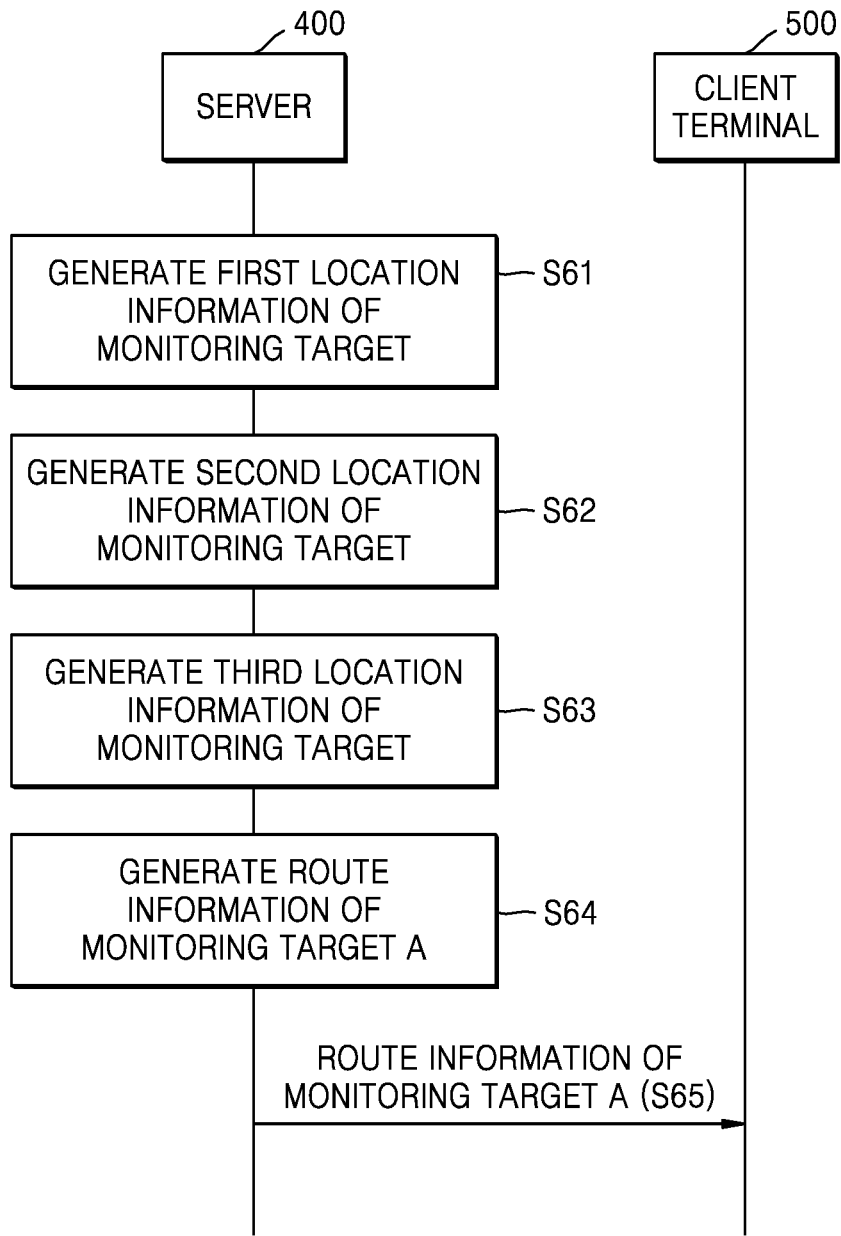 400
500
SERVER
CLIENT
TERMINAL
GENERATE FIRST LOCATION
INFORMATION OF
MONITORING TARGET
S61
GENERATE SECOND LOCATION
INFORMATION OF
MONITORING TARGET
S62
GENERATE THIRD LOCATION
INFORMATION OF
MONITORING TARGET
S63
GENERATE ROUTE
INFORMATION OF
MONITORING TARGET A
S64
ROUTE INFORMATION OF
MONITORING TARGET A (S65)